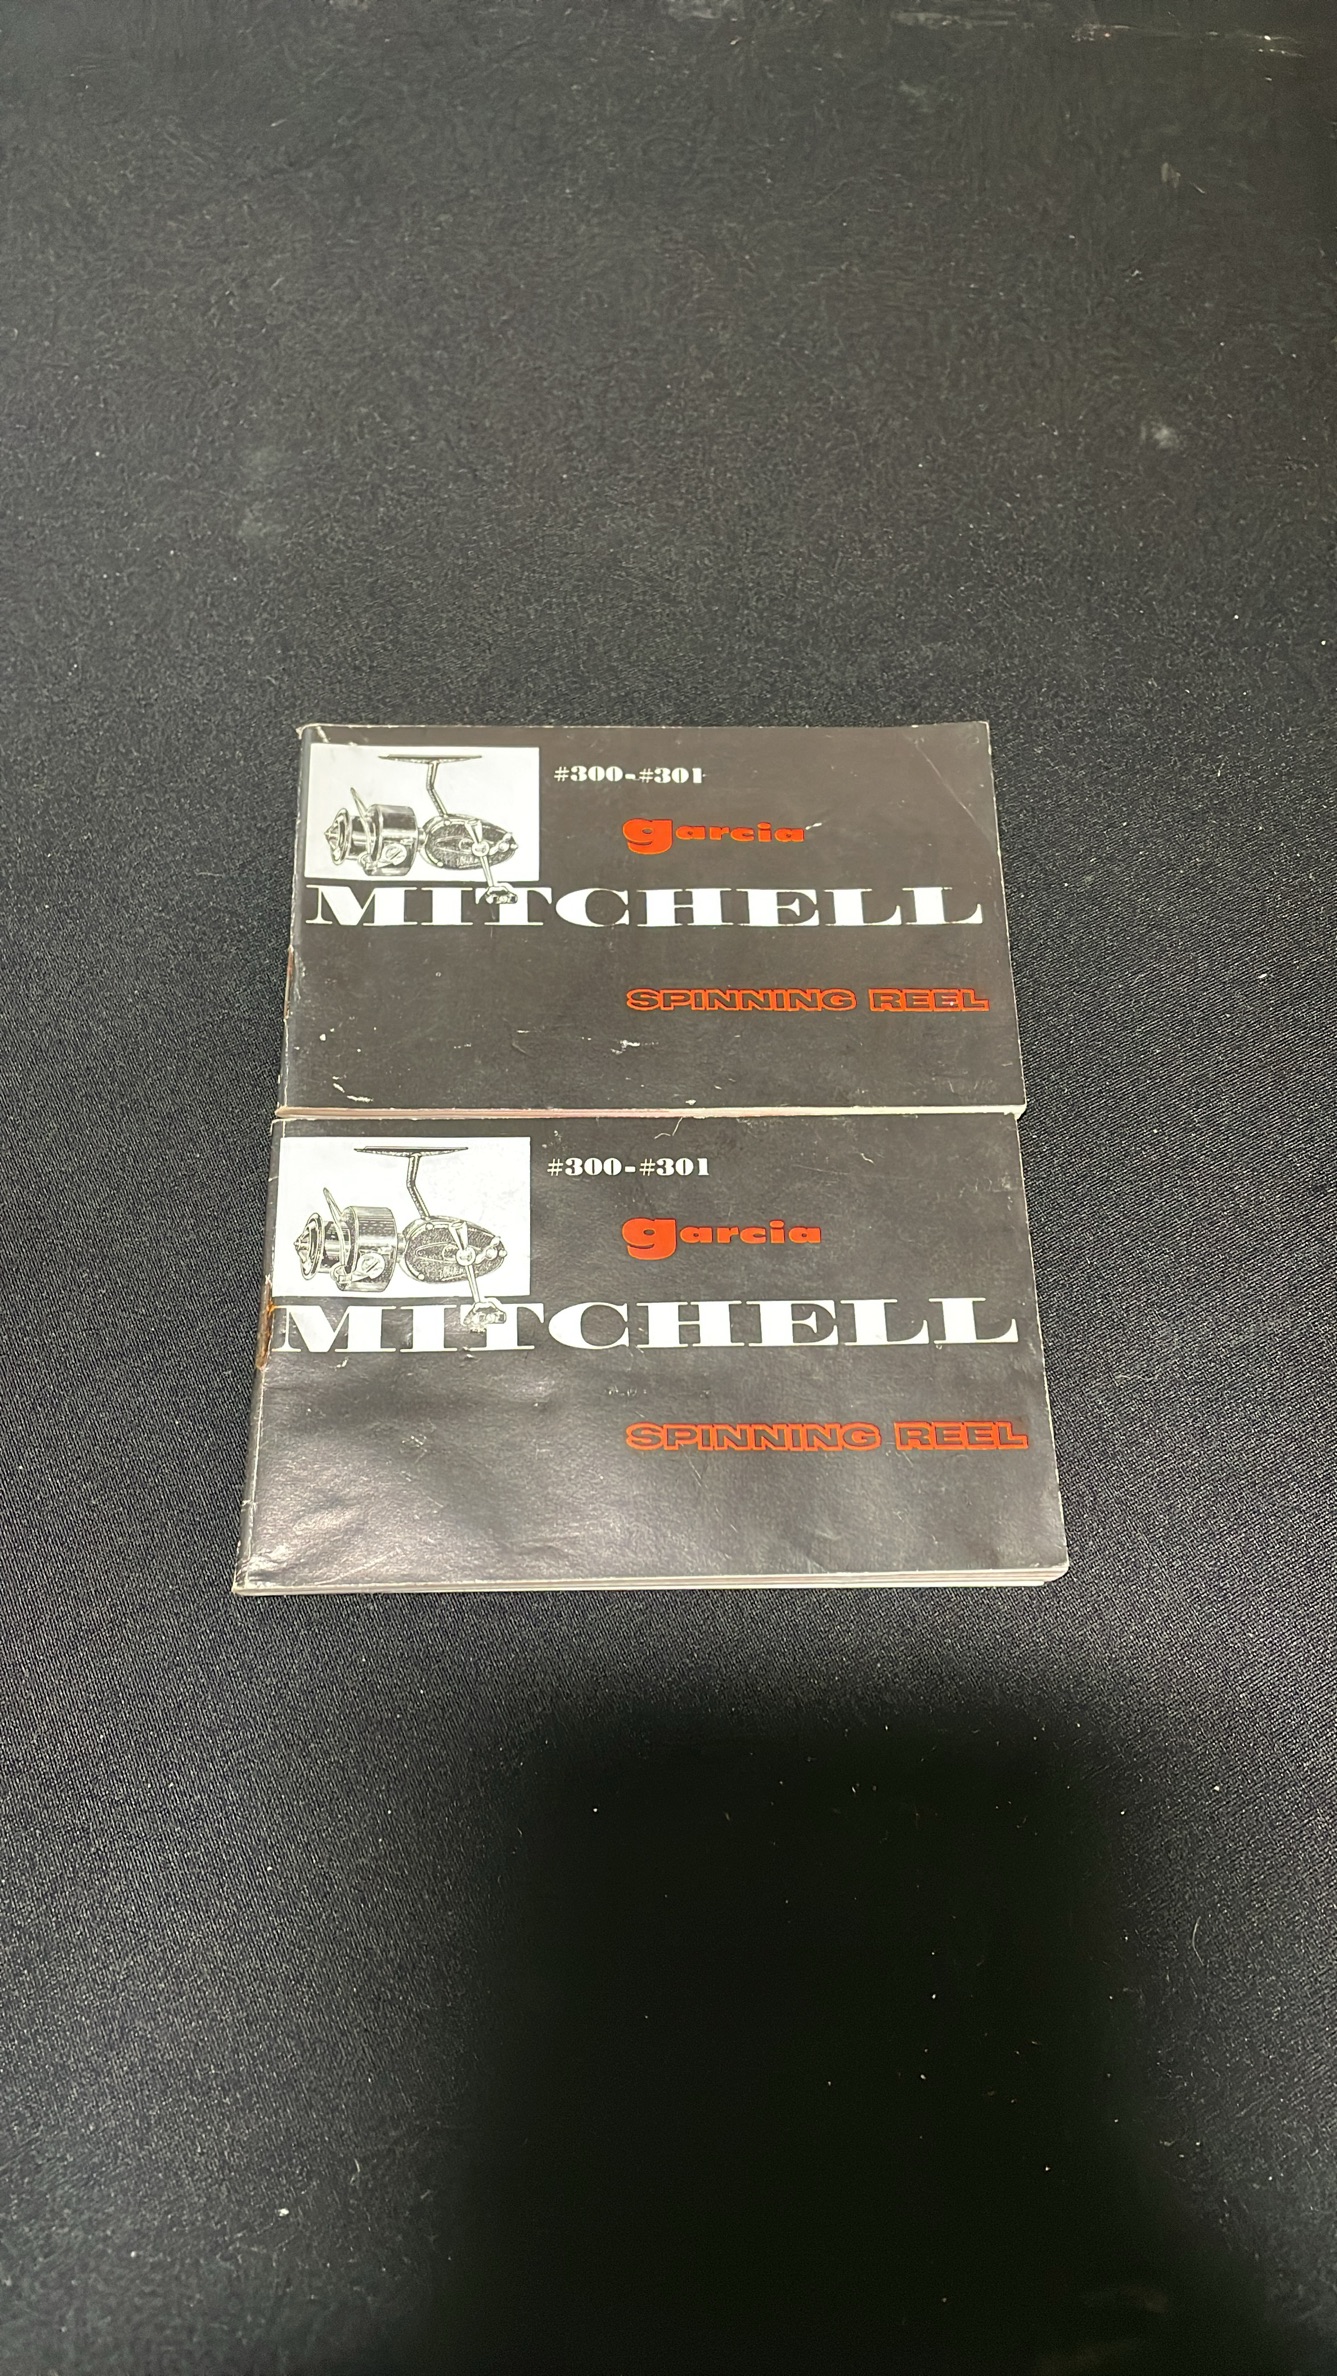 #300-#301
garcia
MITCHELL
SPINNING REEL
#300-#301
garcia
MITCHELL
SPINNING REEL